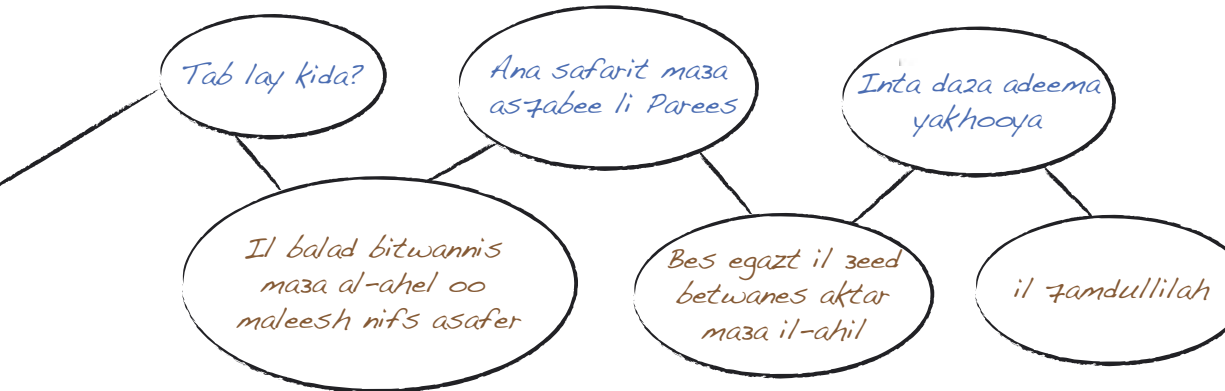 Tab lay kida?
Il balad bitwannis
ma3a al-ahel oo
maleesh nifs asafer
Ana safarit ma3a
as7abee li Parees
Bes egazt il 3eed
betwanes aktar
ma3a il-ahil
Inta da2a adeema
yakhooya
il 7amdullilah